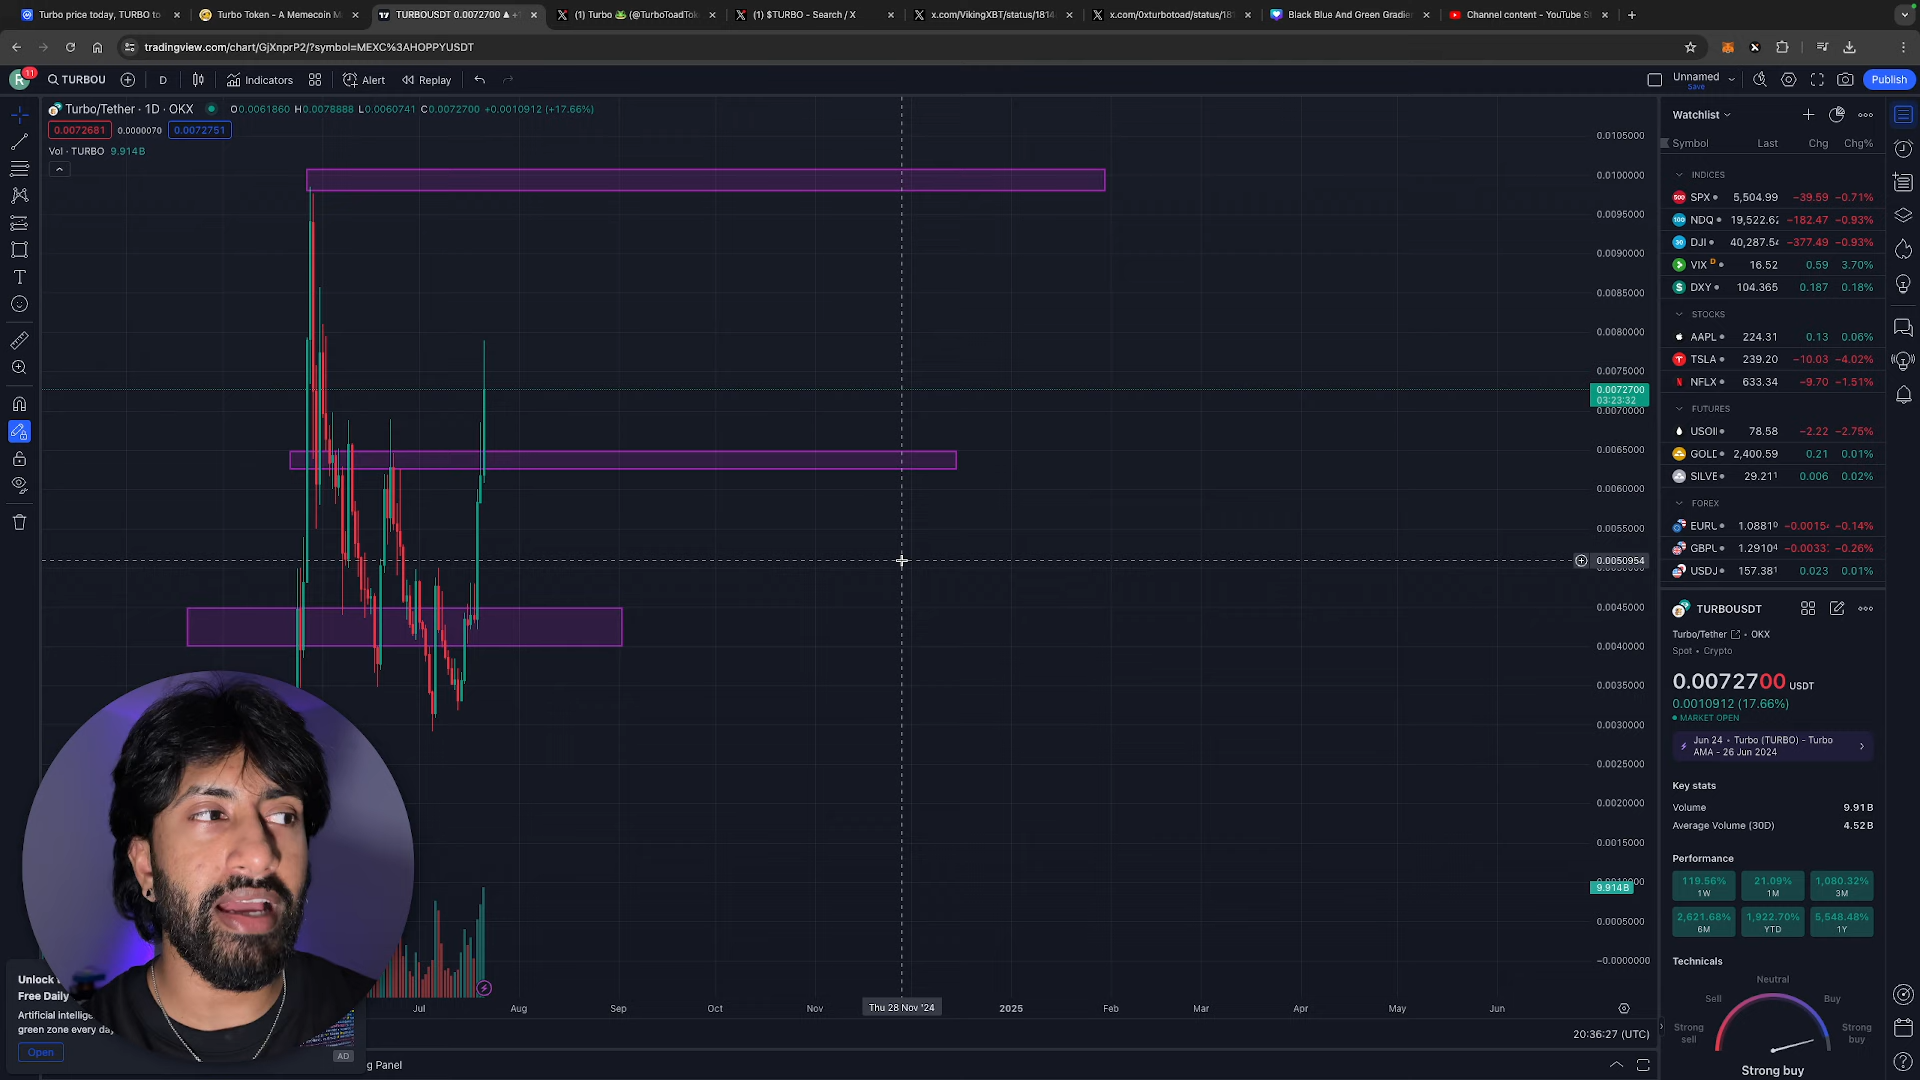 Turbo price today, TURBO to
Turbo Token - A Memecoin M
TURBOUSDT 0.0072700 ▲ +1
(1) Turbo 🐸 (@TurboToadTok
(1) $TURBO - Search / X
x.com/VikingXBT/status/1814
x.com/0xturbotoad/status/181
Black Blue And Green Gradie
Channel content - YouTube S
tradingview.com/chart/GjXnprP2/?symbol=MEXC%3AHOPPYUSDT
R
11
TURBOU
D
Indicators
Alert
Replay
Unnamed
Save
Publish
Turbo/Tether · 1D · OKX
O0.0061860 H0.0078888 L0.0060741 C0.0072700 +0.0010912 (+17.66%)
0.0072681 0.0000070 0.0072751
Vol · TURBO 9.914B
0.0105000
0.0100000
0.0095000
0.0090000
0.0085000
0.0080000
0.0075000
0.0072700
03:23:32
0.0070000
0.0065000
0.0060000
0.0055000
0.0050954
0.0045000
0.0040000
0.0035000
0.0030000
0.0025000
0.0020000
0.0015000
9.914B
0.0005000
−0.0000000
Jul Aug Sep Oct Nov Thu 28 Nov '24 2025 Feb Mar Apr May Jun
20:36:27 (UTC)
g Panel
Unlock
Free Daily
Artificial intellige
green zone every day
Open
AD
Watchlist
Symbol Last Chg Chg%
INDICES
SPX 5,504.99 −39.59 −0.71%
NDQ 19,522.62 −182.47 −0.93%
DJI 40,287.54 −377.49 −0.93%
VIX D 16.52 0.59 3.70%
DXY 104.365 0.187 0.18%
STOCKS
AAPL 224.31 0.13 0.06%
TSLA 239.20 −10.03 −4.02%
NFLX 633.34 −9.70 −1.51%
FUTURES
USOI 78.58 −2.22 −2.75%
GOLD 2,400.59 0.21 0.01%
SILVE 29.211 0.006 0.02%
FOREX
EURU 1.08810 −0.00154 −0.14%
GBPU 1.29104 −0.00337 −0.26%
USDJ 157.381 0.023 0.01%
TURBOUSDT
Turbo/Tether · OKX
Spot · Crypto
0.0072700 USDT
0.0010912 (17.66%)
MARKET OPEN
Jun 24 • Turbo (TURBO) - Turbo
AMA - 26 Jun 2024
Key stats
Volume 9.91B
Average Volume (30D) 4.52B
Performance
119.56% 21.09% 1,080.32%
1W 1M 3M
2,621.68% 1,922.70% 5,548.48%
6M YTD 1Y
Technicals
Neutral
Sell Buy
Strong sell
Strong buy
Strong buy